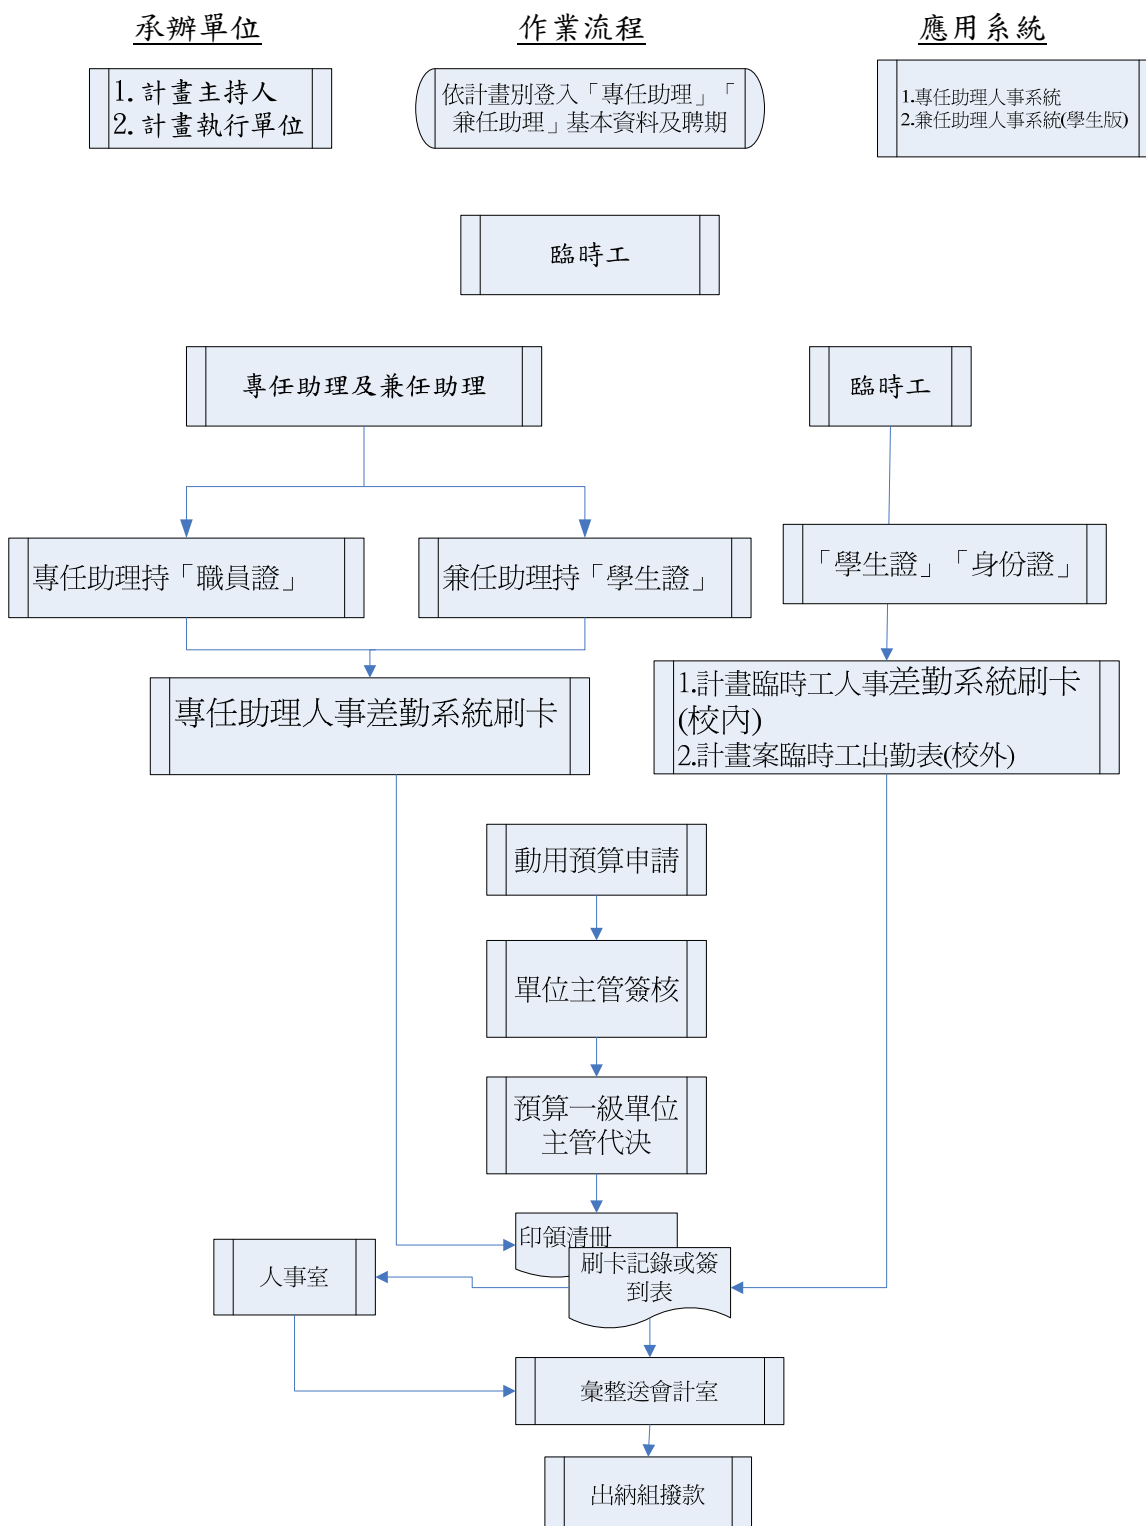 承辦單位
作業流程
應用系統
1. 計畫主持人
2. 計畫執行單位
依計畫別登入「專任助理」「
兼任助理」基本資料及聘期
1.專任助理人事系統
2.兼任助理人事系統(學生版)
臨時工
專任助理及兼任助理
臨時工
專任助理持「職員證」
兼任助理持「學生證」
「學生證」「身份證」
專任助理人事差勤系統刷卡
1.計畫臨時工人事差勤系統刷卡
(校內)
2.計畫案臨時工出勤表(校外)
動用預算申請
單位主管簽核
預算一級單位
主管代決
印領清冊
刷卡記錄或簽
到表
人事室
彙整送會計室
出納組撥款